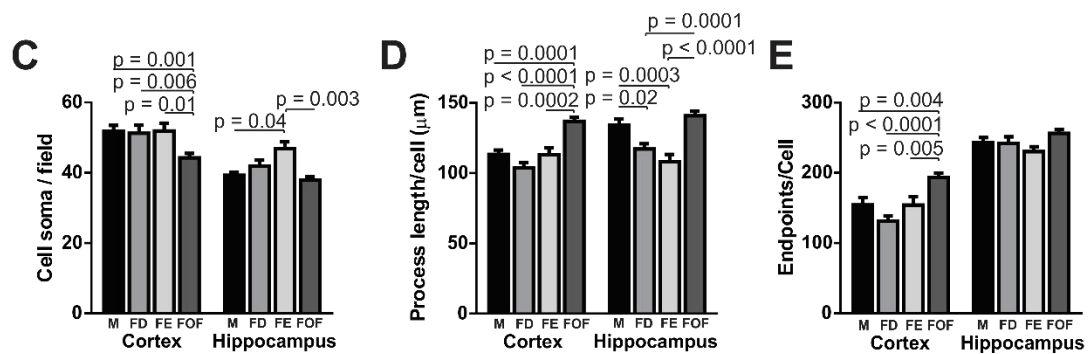 C
p = 0.001
p = 0.006
p = 0.01
p = 0.04
p = 0.003
Cell soma / field
60
40
20
0
M FD FE FOF M FD FE FOF
Cortex Hippocampus
D
p = 0.0001
p < 0.0001
p = 0.0002
p = 0.0001
p < 0.0001
p = 0.0003
p = 0.02
Process length/cell (μm)
150
100
50
0
M FD FE FOF M FD FE FOF
Cortex Hippocampus
E
p = 0.004
p < 0.0001
p = 0.005
Endpoints/Cell
300
200
100
0
M FD FE FOF M FD FE FOF
Cortex Hippocampus